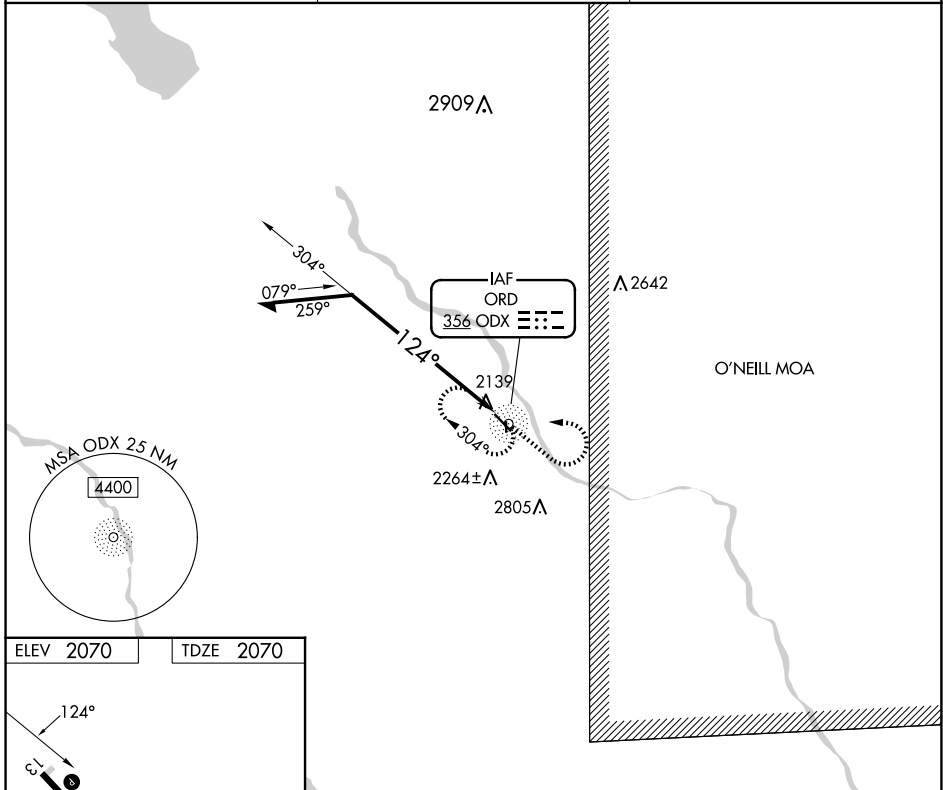 2909
304°
079°
259°
IAF
ORD
356 ODX
2642
124°
2139
O'NEILL MOA
304°
2264±
2805
MSA ODX 25 NM
4400
ELEV 2070
TDZE 2070
124°
13
P